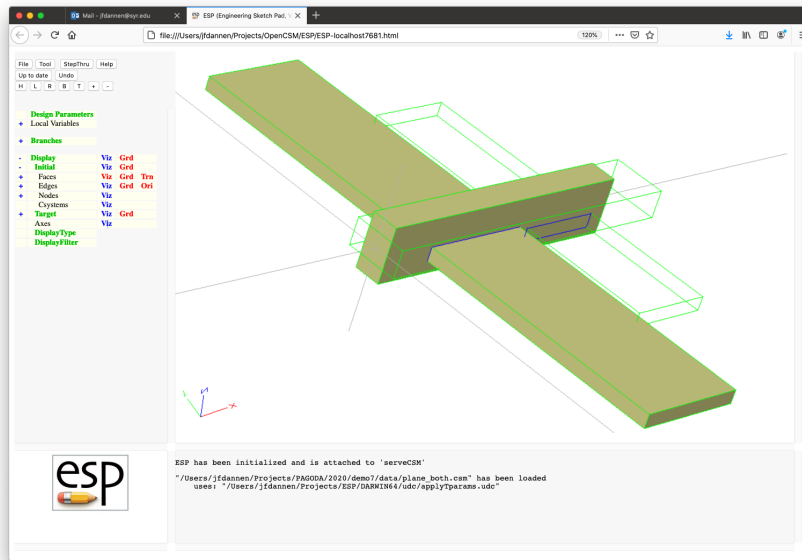 Mail - jfdannen@syr.edu
ESP (Engineering Sketch Pad,
file:///Users/jfdannen/Projects/OpenCSM/ESP/ESP-localhost7681.html
120%
File Tool StepThru Help
Up to date Undo
H L R B T + -
Design Parameters
+ Local Variables
+ Branches
- Display Viz Grd
- Initial Viz Grd
+ Faces Viz Grd Trn
+ Edges Viz Grd Ori
+ Nodes Viz
Csystems Viz
+ Target Viz Grd
Axes Viz
DisplayType
DisplayFilter
x
esp
ESP has been initialized and is attached to 'serveCSM'
"/Users/jfdannen/Projects/PAGODA/2020/demo7/data/plane_both.csm" has been loaded
uses: "/Users/jfdannen/Projects/ESP/DARWIN64/udc/applyTparams.udc"